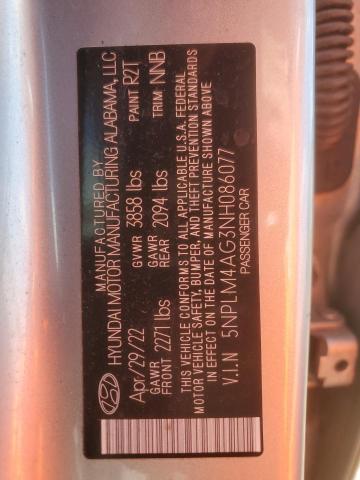 MANUFACTURED BY
HYUNDAI MOTOR MANUFACTURING ALABAMA, LLC
Apr/29/22 GVWR 3858 lbs PAINT R2T
GAWR FRONT 2271 lbs GAWR REAR 2094 lbs TRIM NNB
THIS VEHICLE CONFORMS TO ALL APPLICABLE U.S.A. FEDERAL
MOTOR VEHICLE SAFETY, BUMPER, AND THEFT PREVENTION STANDARDS
IN EFFECT ON THE DATE OF MANUFACTURE SHOWN ABOVE
V.I.N 5NPLM4AG3NH086077
PASSENGER CAR